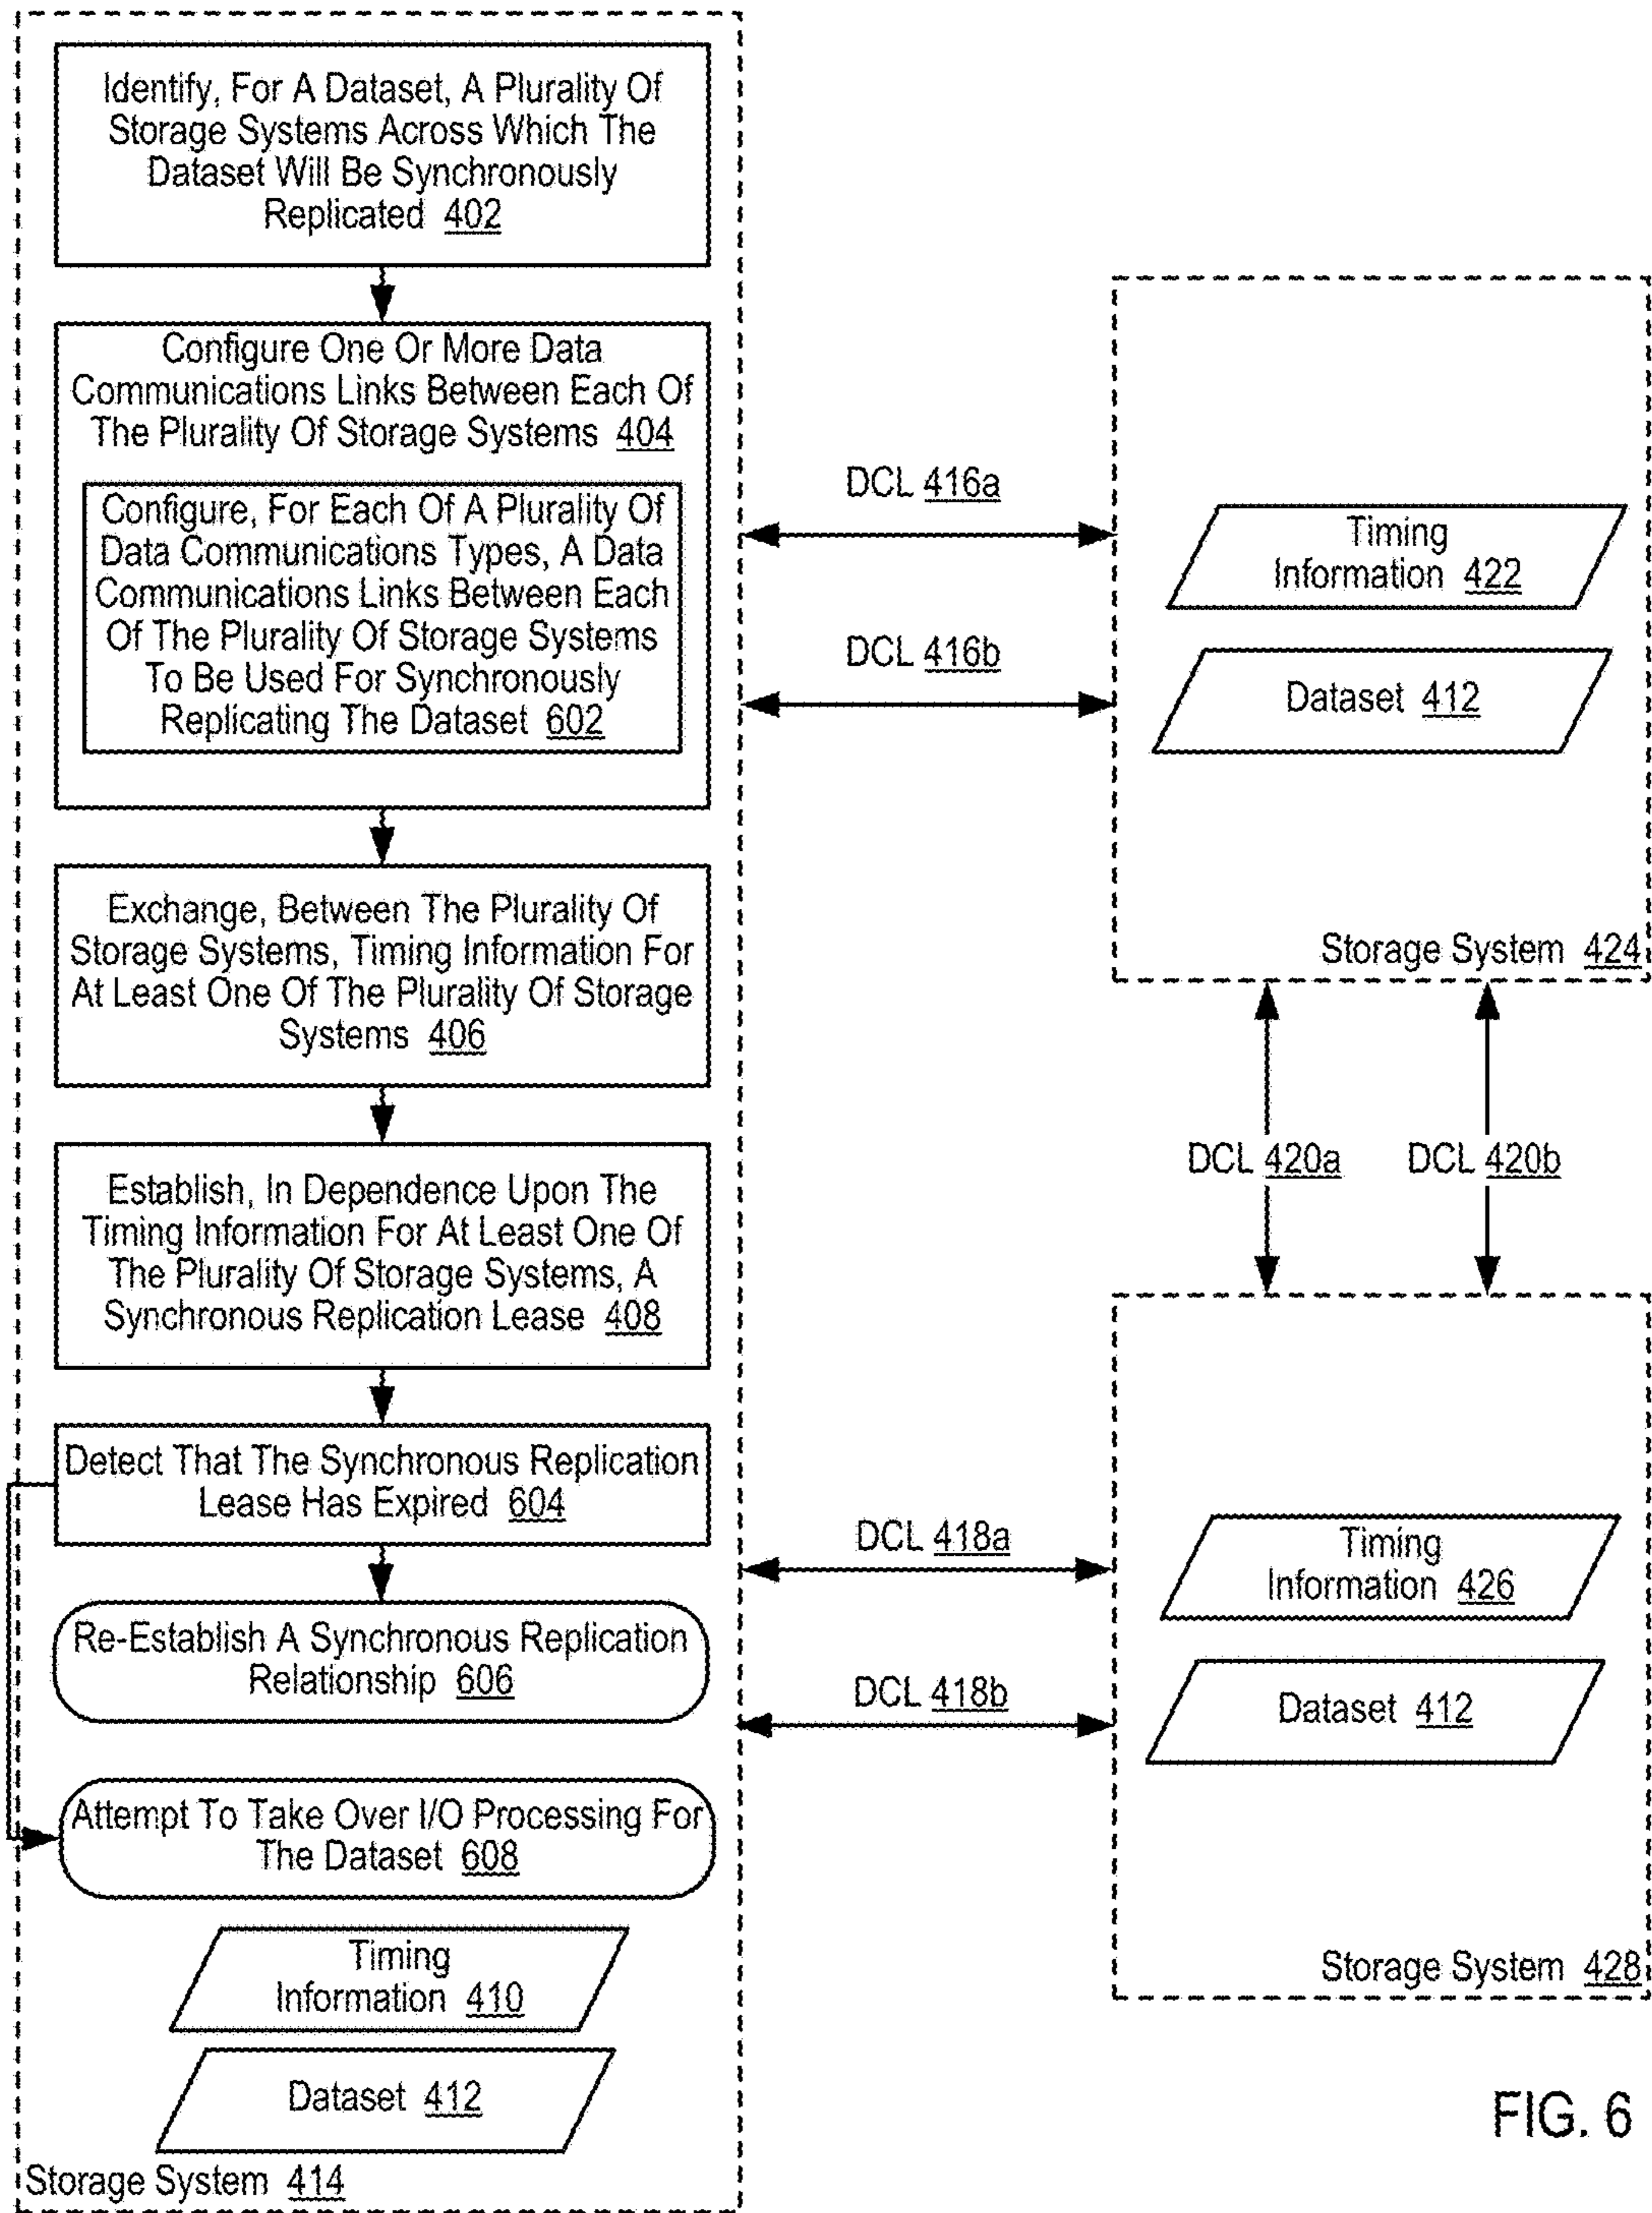 Identify, For A Dataset, A Plurality Of
Storage Systems Across Which The
Dataset Will Be Synchronously
Replicated 402
Configure One Or More Data
Communications Links Between Each Of
The Plurality Of Storage Systems 404
Configure, For Each Of A Plurality Of
Data Communications Types, A Data
Communications Links Between Each
Of The Plurality Of Storage Systems
To Be Used For Synchronously
Replicating The Dataset 602
Exchange, Between The Plurality Of
Storage Systems, Timing Information For
At Least One Of The Plurality Of Storage
Systems 406
Establish, In Dependence Upon The
Timing Information For At Least One Of
The Plurality Of Storage Systems, A
Synchronous Replication Lease 408
Detect That The Synchronous Replication
Lease Has Expired 604
Re-Establish A Synchronous Replication
Relationship 606
Attempt To Take Over I/O Processing For
The Dataset 608
Timing
Information 410
Dataset 412
Storage System 414
DCL 416a
DCL 416b
Timing
Information 422
Dataset 412
Storage System 424
DCL 420a
DCL 420b
DCL 418a
DCL 418b
Timing
Information 426
Dataset 412
Storage System 428
FIG. 6